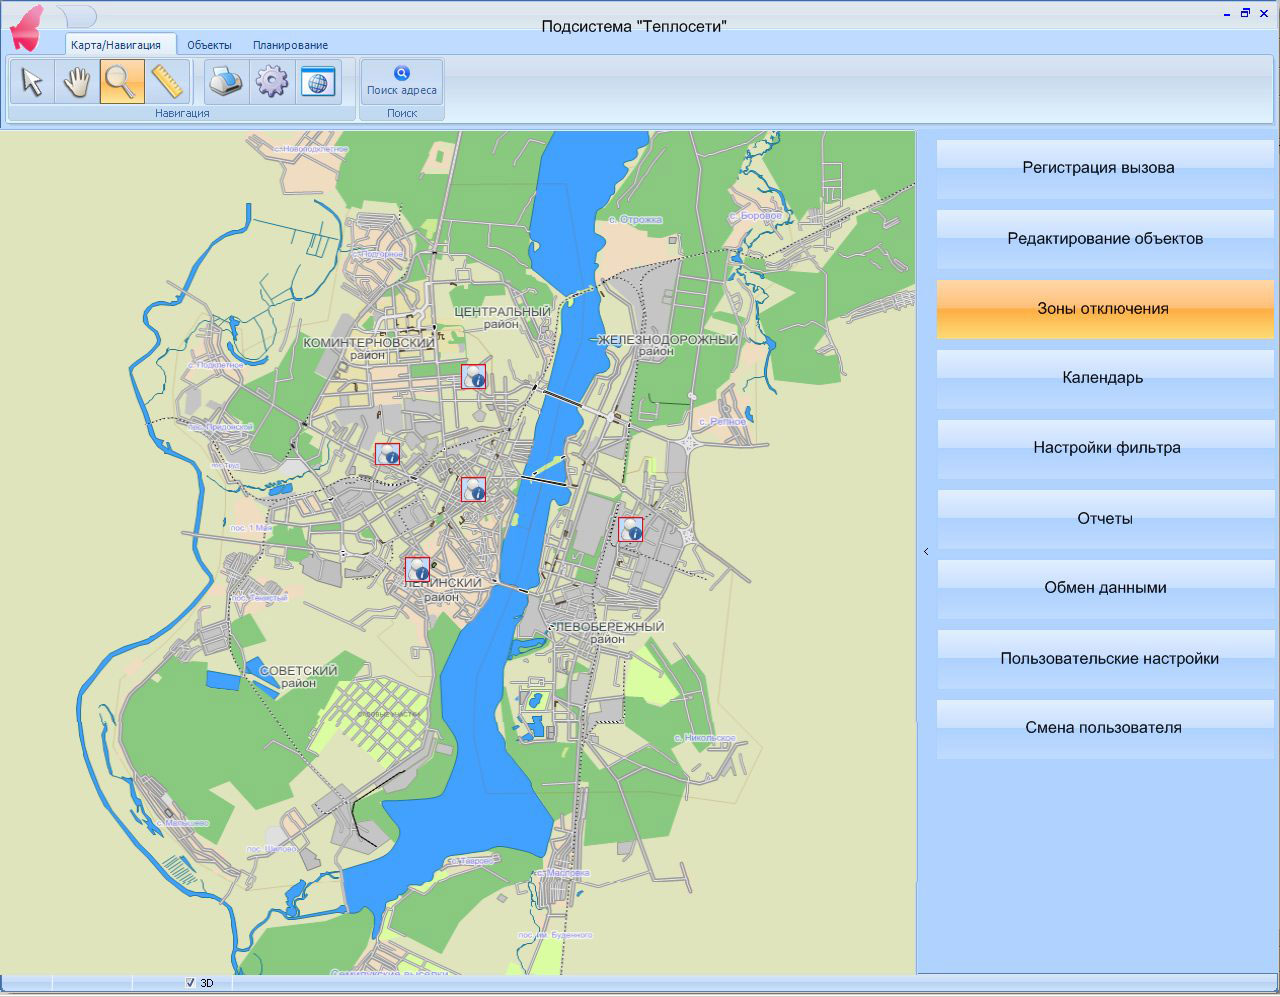 Подсистема "Теплосети"
Карта/Навигация
Объекты
Планирование
Поиск адреса
Навигация
Поиск
Регистрация вызова
Редактирование объектов
Зоны отключения
Календарь
Настройки фильтра
Отчеты
Обмен данными
Пользовательские настройки
Смена пользователя
с. Новоподклетное
с. Отрожка
с. Боровое
с. Подгорное
ЦЕНТРАЛЬНЫЙ
район
КОМИНТЕРНОВСКИЙ
район
ЖЕЛЕЗНОДОРОЖНЫЙ
район
с. Подклетное
с. Репное
пос. Придонской
пос. Труд
пос. 1 Мая
ЛЕНИНСКИЙ
район
пос. Тенистый
ЛЕВОБЕРЕЖНЫЙ
район
СОВЕТСКИЙ
район
с. Никольское
с. Малышево
пос. Шилово
с. Таврово
с. Масловка
пос. им. Буденного
Семилукские выселки
3D